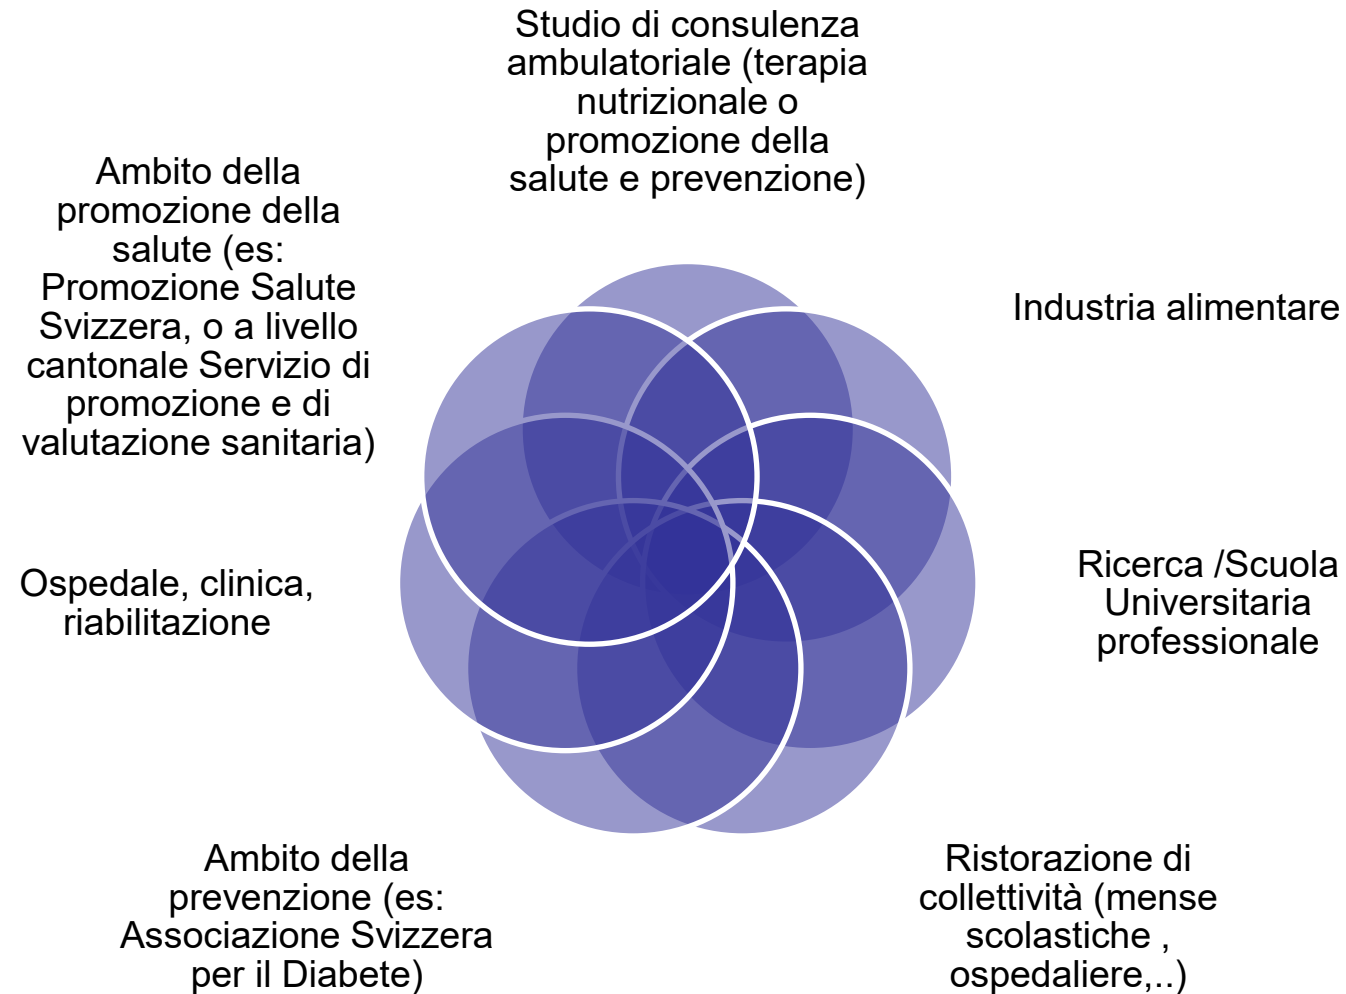 Studio di consulenza
ambulatoriale (terapia
nutrizionale o
promozione della
salute e prevenzione)
Industria alimentare
Ricerca /Scuola
Universitaria
professionale
Ristorazione di
collettività (mense
scolastiche ,
ospedaliere,..)
Ambito della
prevenzione (es:
Associazione Svizzera
per il Diabete)
Ospedale, clinica,
riabilitazione
Ambito della
promozione della
salute (es:
Promozione Salute
Svizzera, o a livello
cantonale Servizio di
promozione e di
valutazione sanitaria)